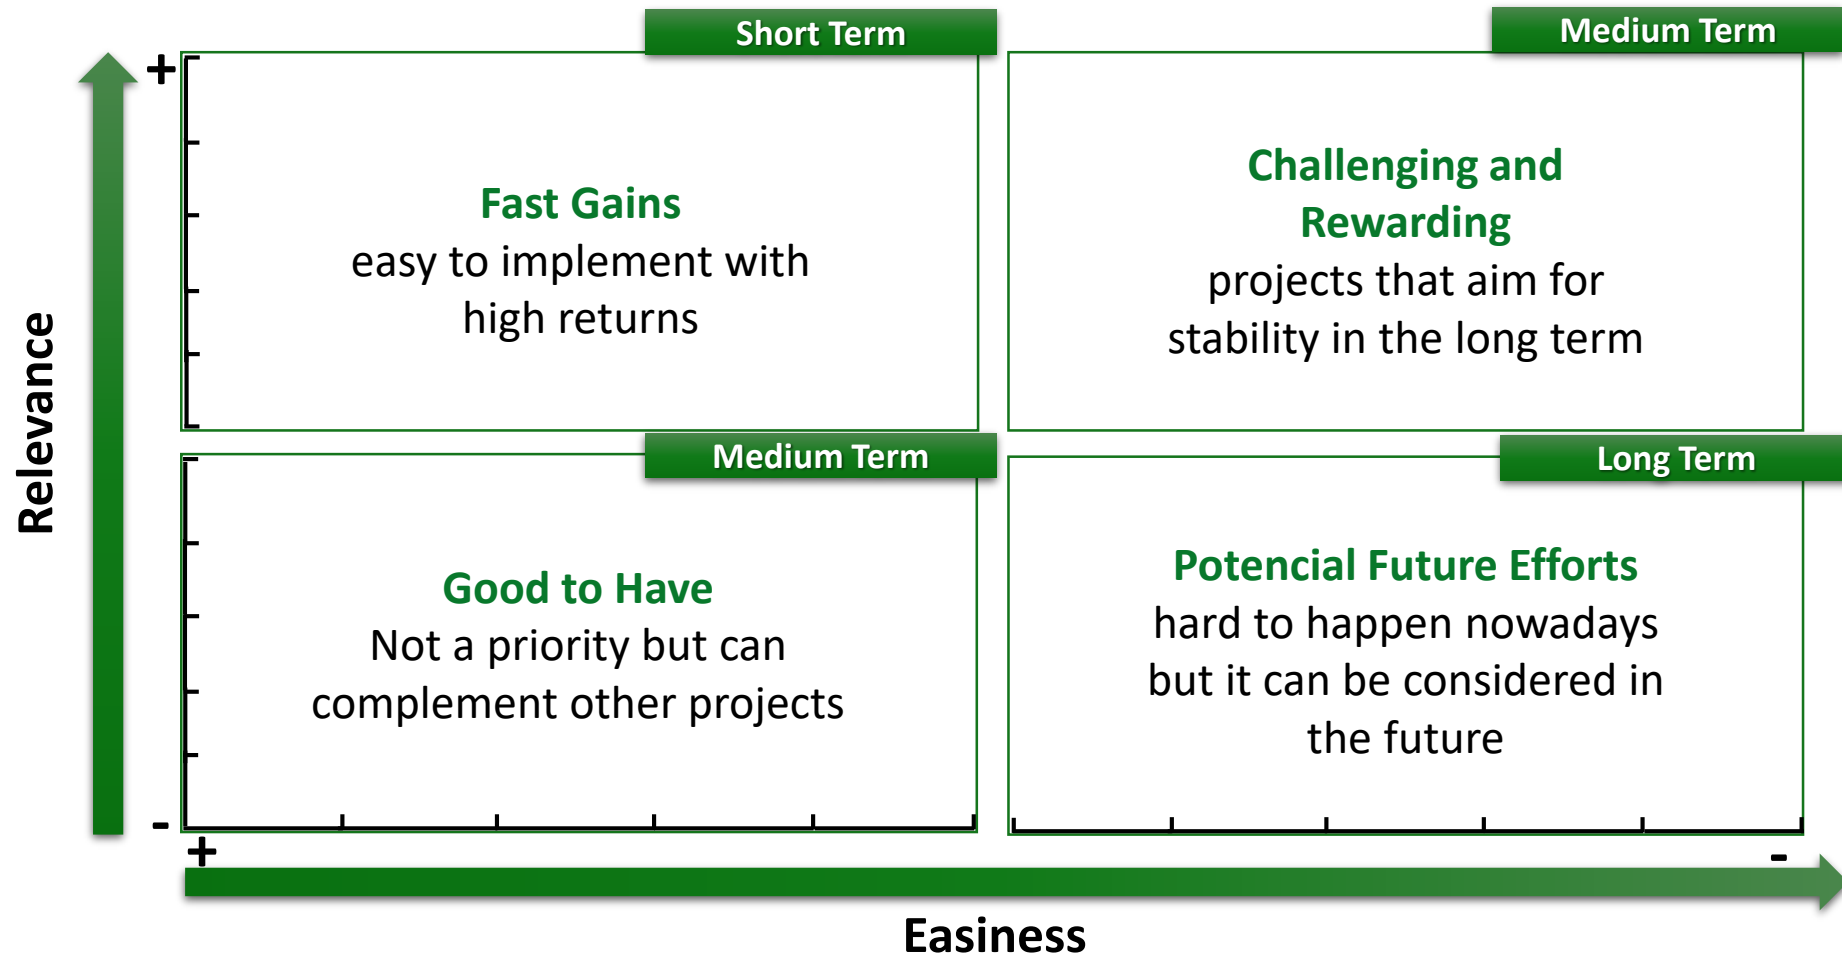 Short Term
Medium Term
+
Fast Gains
easy to implement with
high returns
Challenging and
Rewarding
projects that aim for
stability in the long term
Relevance
Medium Term
Long Term
Good to Have
Not a priority but can
complement other projects
Potencial Future Efforts
hard to happen nowadays
but it can be considered in
the future
-
+
-
Easiness